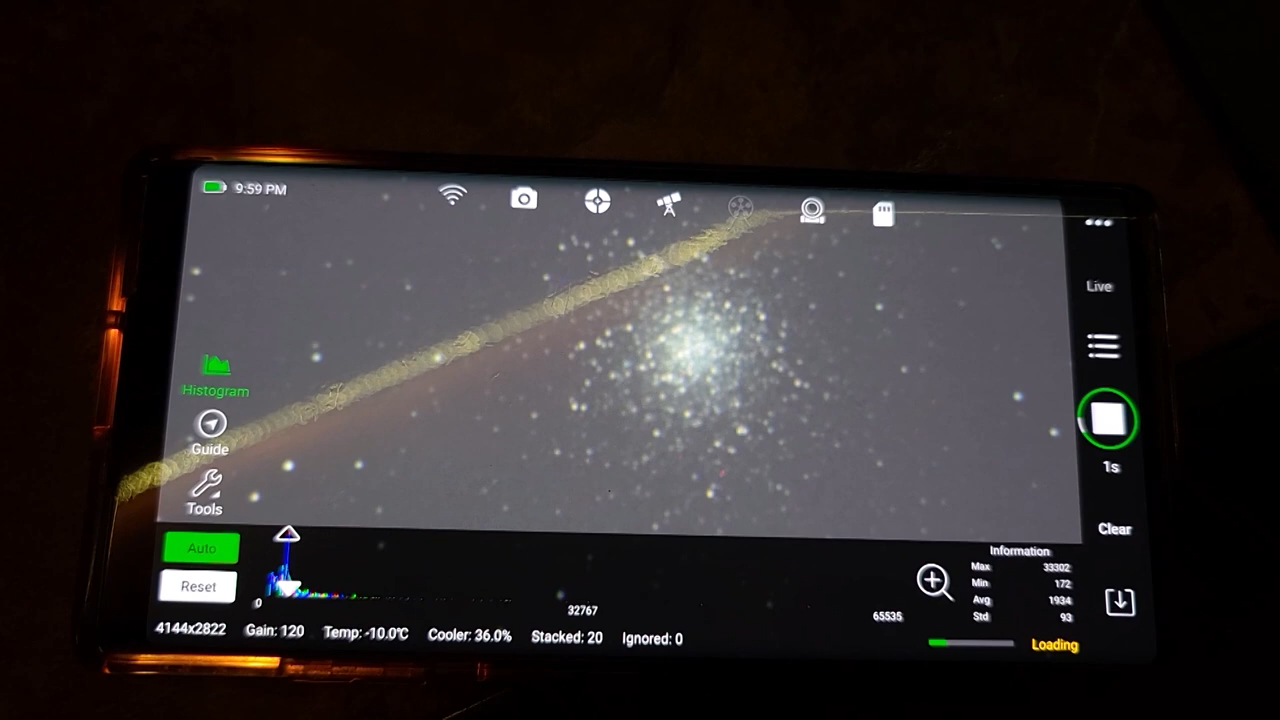 9:59 PM
Live
Histogram
Guide
Tools
1s
Clear
Auto
Reset
Information
Max 33302
Min 172
Avg 1934
Std 93
0 32767 65535
4144x2822 Gain: 120 Temp: -10.0℃ Cooler: 36.0% Stacked: 20 Ignored: 0
Loading